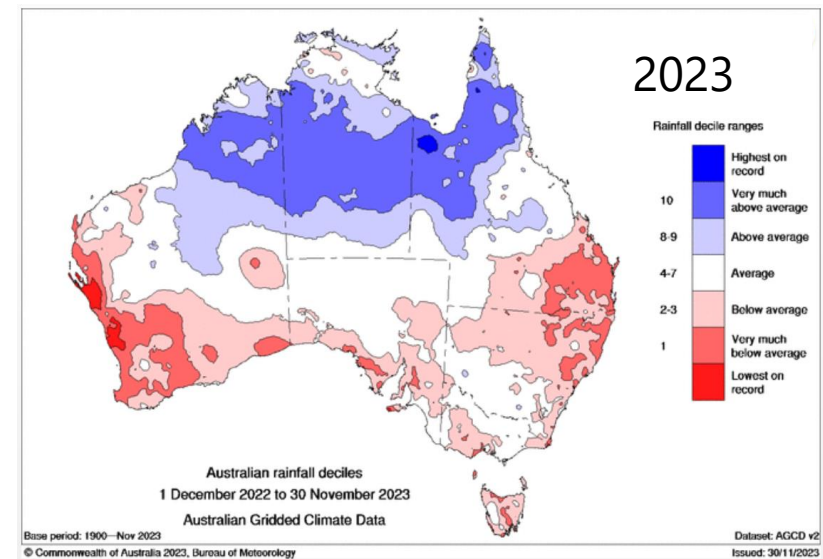 2023
Rainfall decile ranges
Highest on
record
10
Very much
above average
8-9
Above average
4-7
Average
2-3
Below average
1
Very much
below average
Lowest on
record
Australian rainfall deciles
1 December 2022 to 30 November 2023
Australian Gridded Climate Data
Base period: 1900—Nov 2023
Dataset: AGCD v2
© Commonwealth of Australia 2023, Bureau of Meteorology
Issued: 30/11/2023